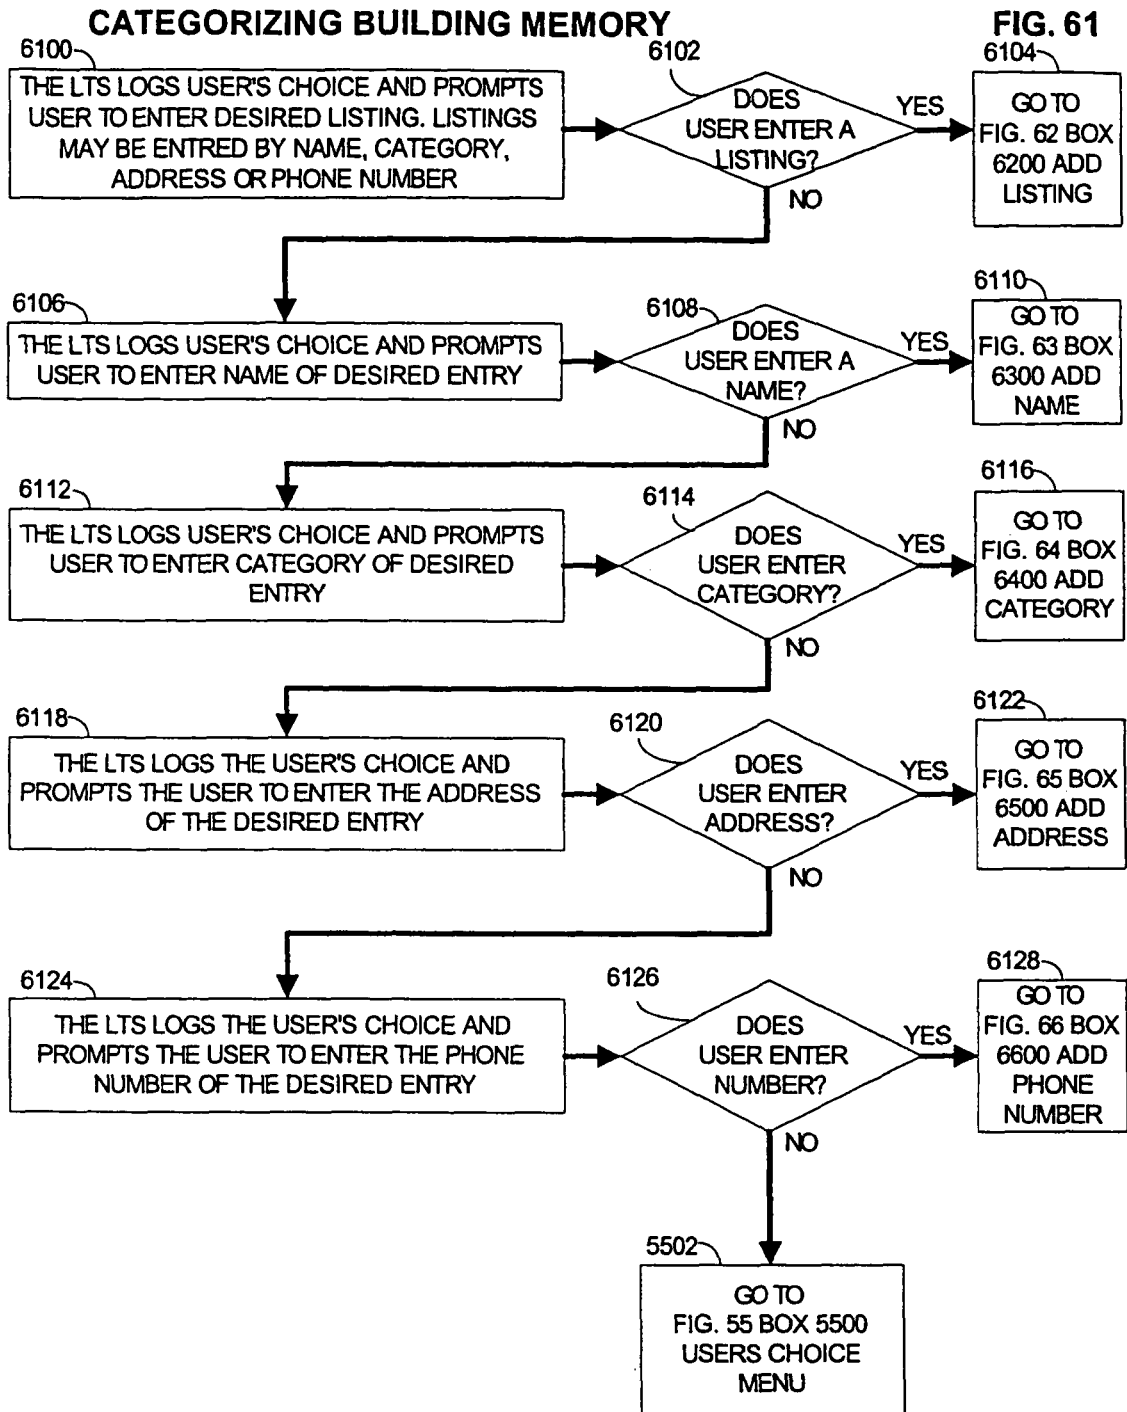 CATEGORIZING BUILDING MEMORY
FIG. 61
6100
THE LTS LOGS USER'S CHOICE AND PROMPTS
USER TO ENTER DESIRED LISTING. LISTINGS
MAY BE ENTRED BY NAME, CATEGORY,
ADDRESS OR PHONE NUMBER
6102
DOES
USER ENTER A
LISTING?
YES
NO
6104
GO TO
FIG. 62 BOX
6200 ADD
LISTING
6106
THE LTS LOGS USER'S CHOICE AND PROMPTS
USER TO ENTER NAME OF DESIRED ENTRY
6108
DOES
USER ENTER A
NAME?
YES
NO
6110
GO TO
FIG. 63 BOX
6300 ADD
NAME
6112
THE LTS LOGS USER'S CHOICE AND PROMPTS
USER TO ENTER CATEGORY OF DESIRED
ENTRY
6114
DOES
USER ENTER
CATEGORY?
YES
NO
6116
GO TO
FIG. 64 BOX
6400 ADD
CATEGORY
6118
THE LTS LOGS THE USER'S CHOICE AND
PROMPTS THE USER TO ENTER THE ADDRESS
OF THE DESIRED ENTRY
6120
DOES
USER ENTER
ADDRESS?
YES
NO
6122
GO TO
FIG. 65 BOX
6500 ADD
ADDRESS
6124
THE LTS LOGS THE USER'S CHOICE AND
PROMPTS THE USER TO ENTER THE PHONE
NUMBER OF THE DESIRED ENTRY
6126
DOES
USER ENTER
NUMBER?
YES
NO
6128
GO TO
FIG. 66 BOX
6600 ADD
PHONE
NUMBER
5502
GO TO
FIG. 55 BOX 5500
USERS CHOICE
MENU